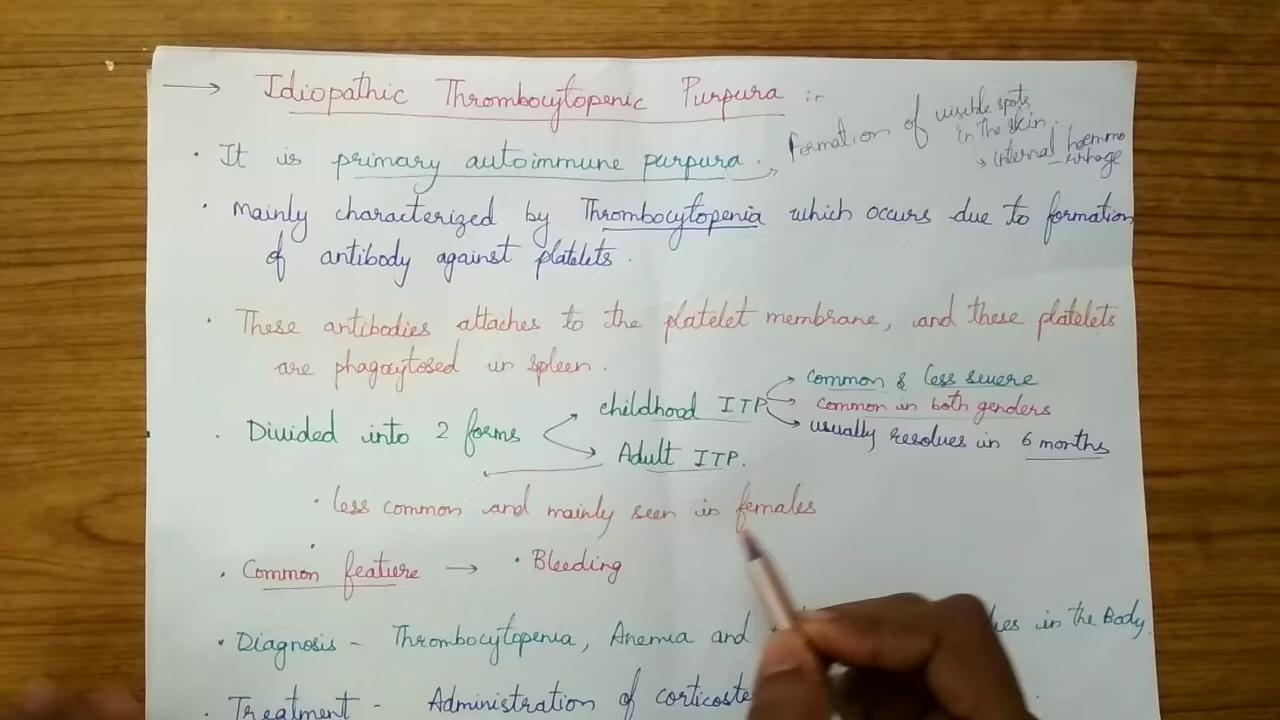 → Idiopathic Thrombocytopenic Purpura :-
formation of visible spots
in the skin.
→ internal haemmo
rrhage
• It is primary autoimmune purpura. →
• Mainly characterized by Thrombocytopenia which occurs due to formation
of antibody against platelets.
• These antibodies attaches to the platelet membrane, and these platelets
are phagocytosed in spleen.
• Divided into 2 forms
childhood ITP
→ common & less severe
→ common in both genders
→ usually resolves in 6 months
Adult ITP.
• less common and mainly seen in females
• Common feature → • Bleeding
• Diagnosis - Thrombocytopenia, Anemia and in the Body
• Treatment - Administration of